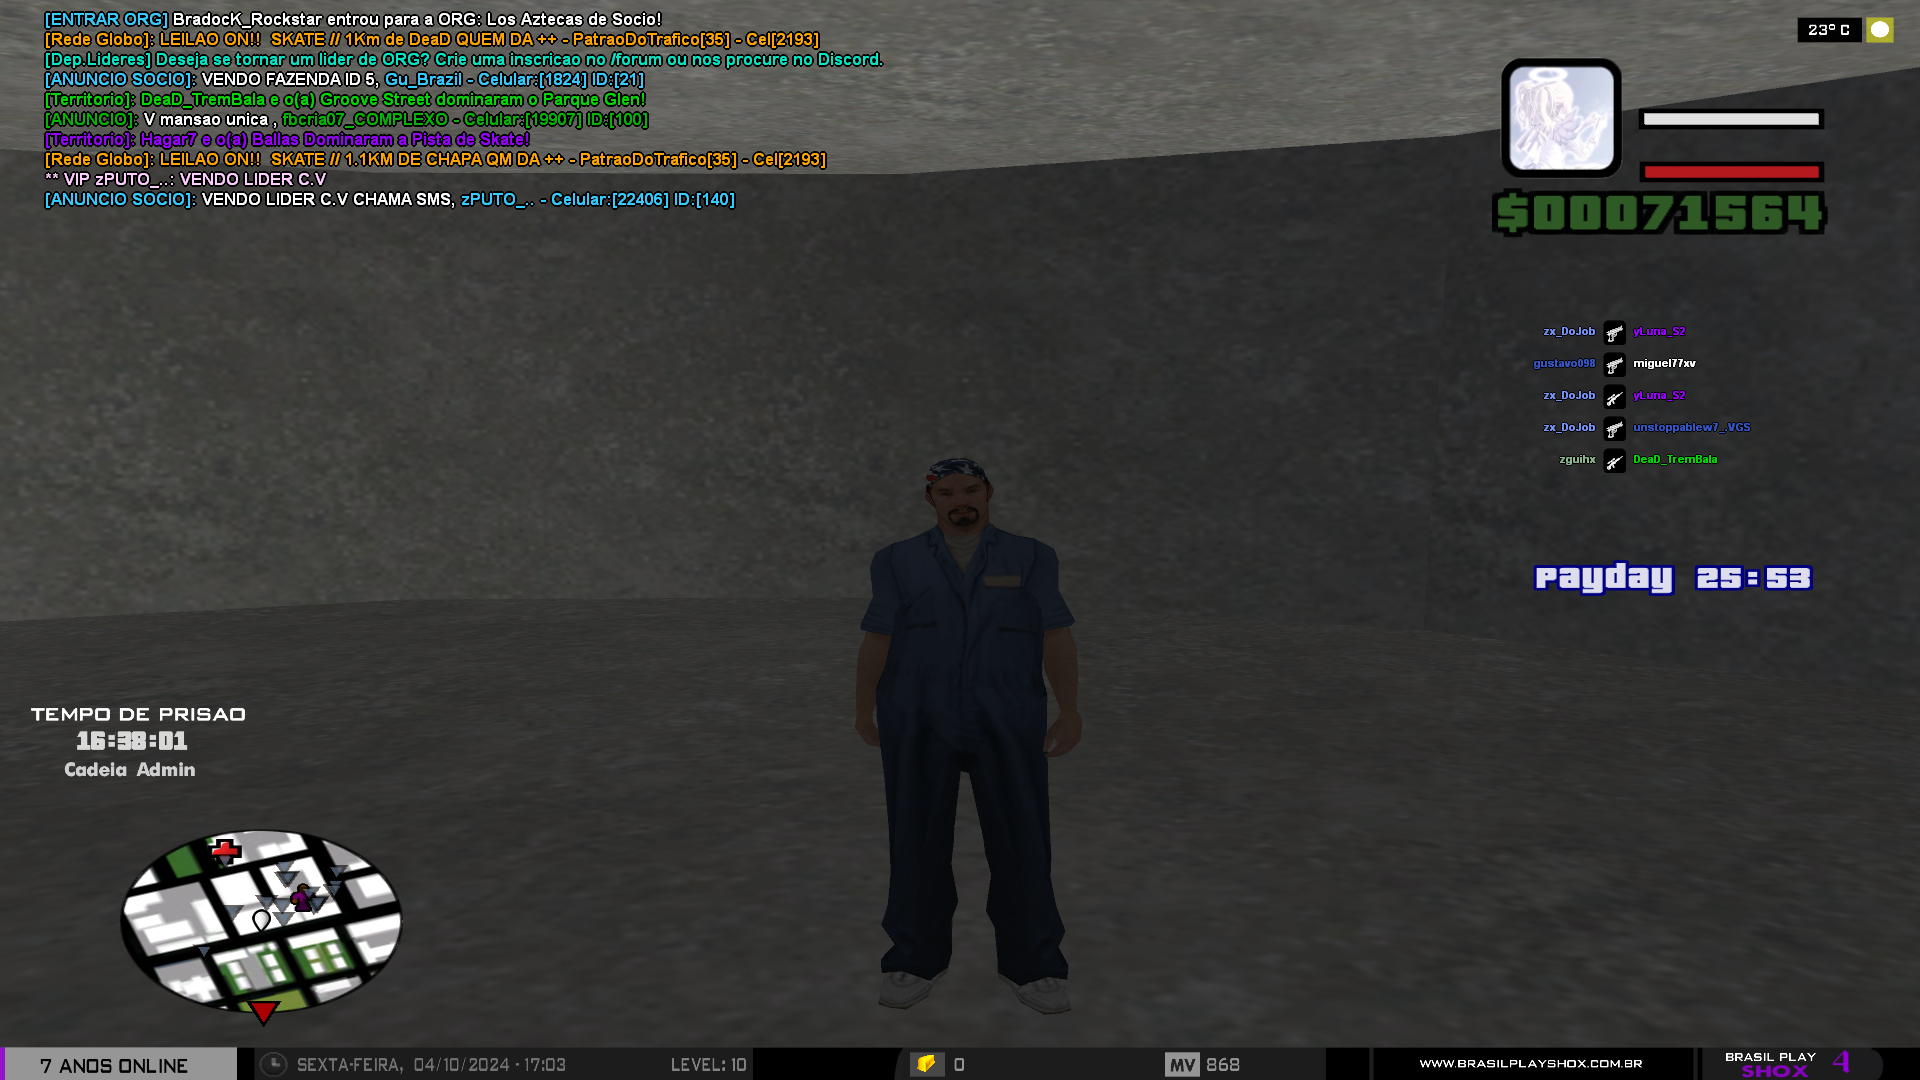 [ENTRAR ORG] BradocK_Rockstar entrou para a ORG: Los Aztecas de Socio!
[Rede Globo]: LEILAO ON!!  SKATE // 1Km de DeaD QUEM DA ++ - PatraoDoTrafico[35] - Cel[2193]
[Dep.Lideres] Deseja se tornar um lider de ORG? Crie uma inscricao no /forum ou nos procure no Discord.
[ANUNCIO SOCIO]: VENDO FAZENDA ID 5, Gu_Brazil - Celular:[1824] ID:[21]
[Territorio]: DeaD_TremBala e o(a) Groove Street dominaram o Parque Glen!
[ANUNCIO]: V mansao unica , fbcria07_COMPLEXO - Celular:[19907] ID:[100]
[Territorio]: Hagar7 e o(a) Ballas Dominaram a Pista de Skate!
[Rede Globo]: LEILAO ON!!  SKATE // 1.1KM DE CHAPA QM DA ++ - PatraoDoTrafico[35] - Cel[2193]
** VIP zPUTO_..: VENDO LIDER C.V
[ANUNCIO SOCIO]: VENDO LIDER C.V CHAMA SMS, zPUTO_.. - Celular:[22406] ID:[140]
23º C
$00071564
zx_DoJob yLuna_S2
gustavo098 miguel77xv
zx_DoJob yLuna_S2
zx_DoJob unstoppablew7_.VGS
zguihx DeaD_TremBala
Payday 25:53
TEMPO DE PRISAO
16:38:01
Cadeia Admin
7 ANOS ONLINE
SEXTA-FEIRA, 04/10/2024 · 17:03
LEVEL: 10
0
MV 868
WWW.BRASILPLAYSHOX.COM.BR
BRASIL PLAY
SHOX 4